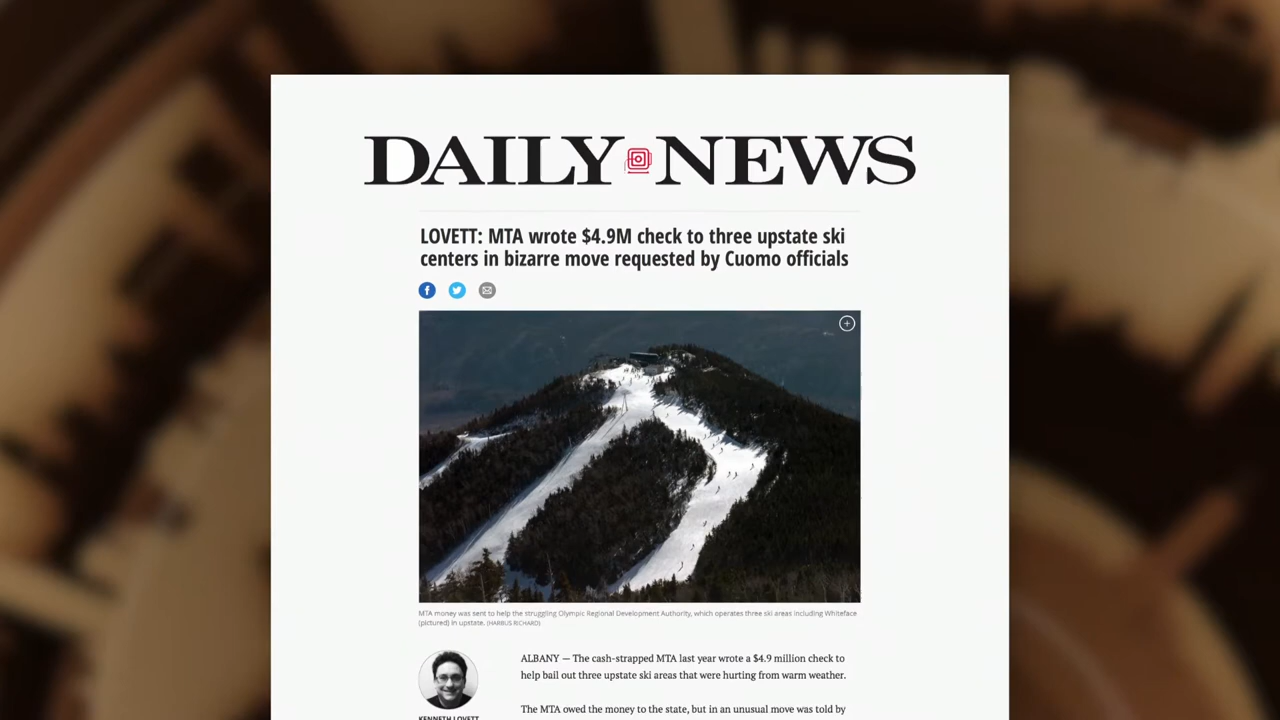 DAILY NEWS
LOVETT: MTA wrote $4.9M check to three upstate ski
centers in bizarre move requested by Cuomo officials
MTA money was sent to help the struggling Olympic Regional Development Authority, which operates three ski areas including Whiteface
(pictured) in upstate. (HARBUS RICHARD)
ALBANY — The cash-strapped MTA last year wrote a $4.9 million check to
help bail out three upstate ski areas that were hurting from warm weather.
The MTA owed the money to the state, but in an unusual move was told by
KENNETH LOVETT